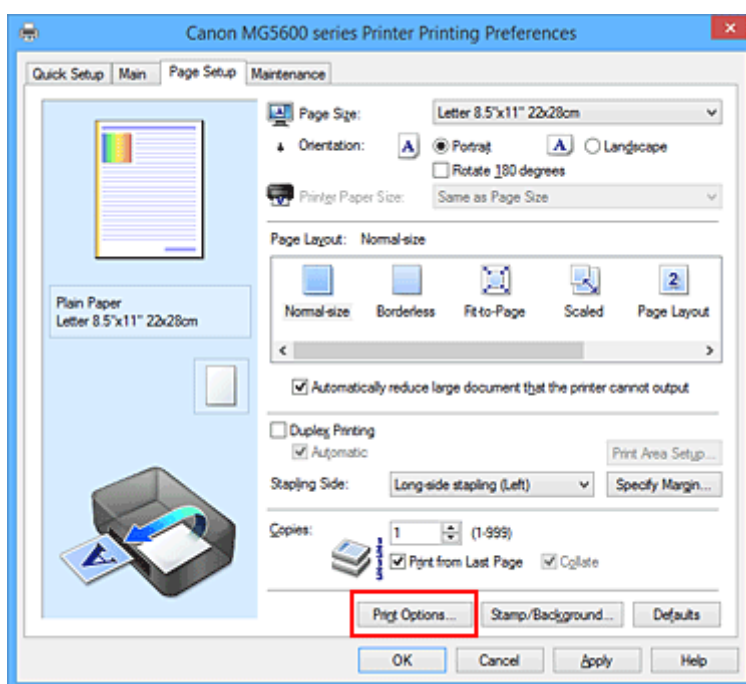 Canon MG5600 series Printer Printing Preferences
Quick Setup Main Page Setup Maintenance
Page Size: Letter 8.5"x11" 22x28cm
Orientation: A Portrait A Landscape
Rotate 180 degrees
Printer Paper Size: Same as Page Size
Page Layout: Normal-size
2
Normal-size Borderless Fit-to-Page Scaled Page Layout
Plain Paper
Letter 8.5"x11" 22x28cm
Automatically reduce large document that the printer cannot output
Duplex Printing
Automatic
Print Area Setup...
Stapling Side: Long-side stapling (Left) Specify Margin...
Copies: 1 (1-999)
Print from Last Page Collate
A
Print Options... Stamp/Background... Defaults
OK Cancel Apply Help